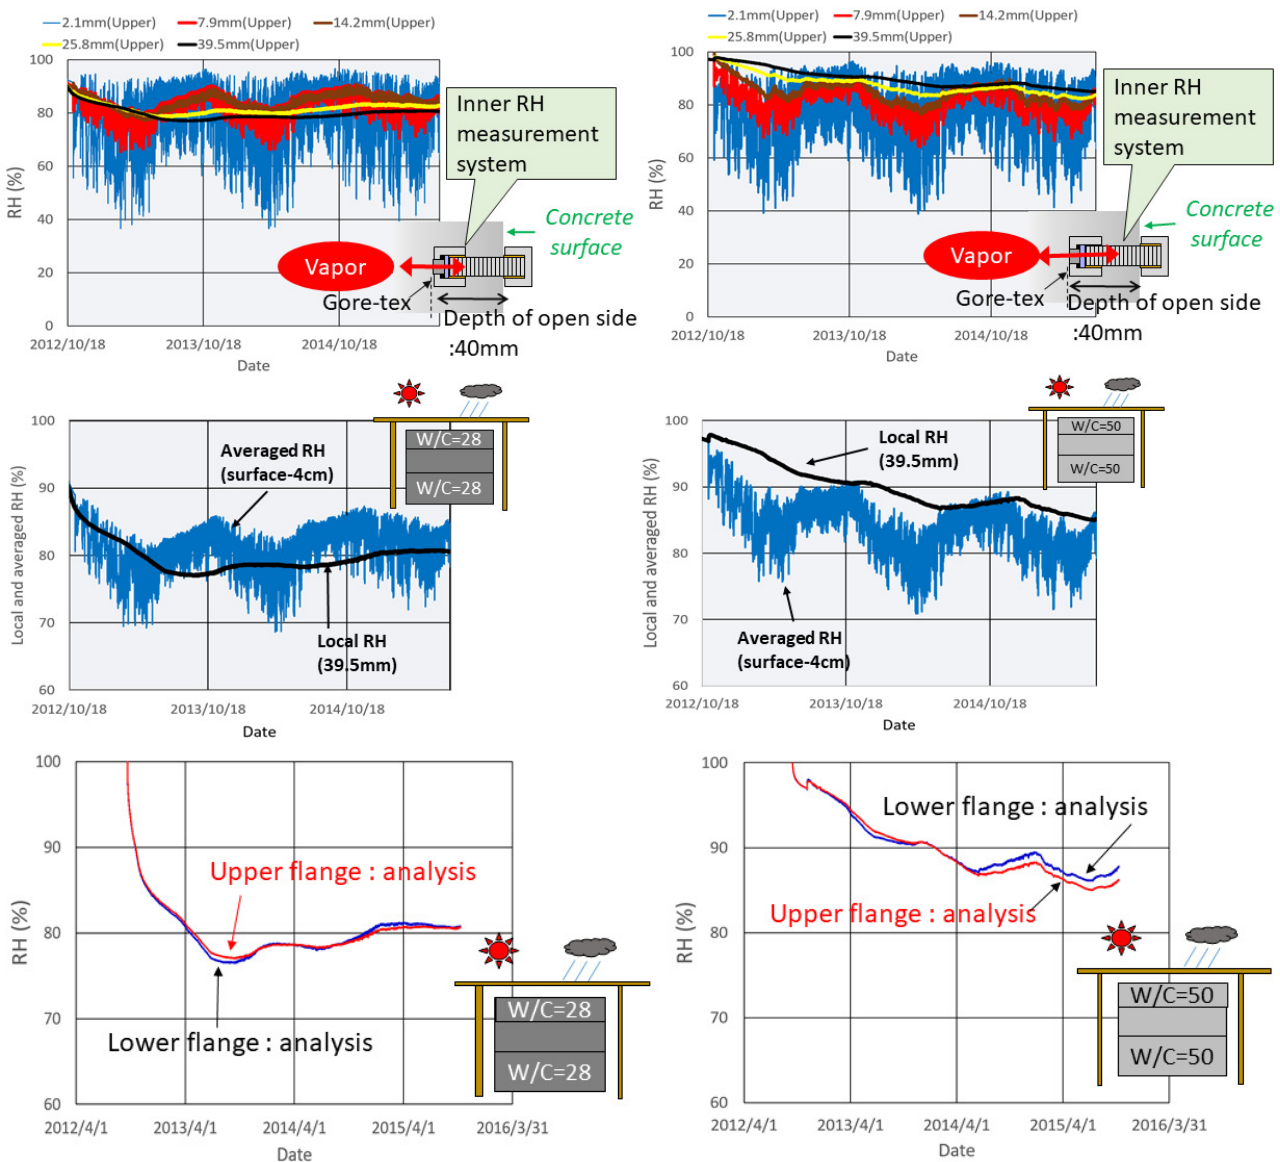 2.1mm(Upper) 7.9mm(Upper) 14.2mm(Upper)
25.8mm(Upper) 39.5mm(Upper)
RH (%)
100
80
60
40
20
0
2012/10/18 2013/10/18 2014/10/18
Date
Inner RH
measurement
system
Concrete
surface
Vapor
Gore-tex
Depth of open side
:40mm
2.1mm(Upper) 7.9mm(Upper) 14.2mm(Upper)
25.8mm(Upper) 39.5mm(Upper)
RH (%)
100
80
60
40
20
0
2012/10/18 2013/10/18 2014/10/18
Date
Inner RH
measurement
system
Concrete
surface
Vapor
Gore-tex
Depth of open side
:40mm
Local and averaged RH (%)
100
90
80
70
60
2012/10/18 2013/10/18 2014/10/18
Date
Averaged RH
(surface-4cm)
Local RH
(39.5mm)
W/C=28
W/C=28
Local and averaged RH (%)
100
90
80
70
60
2012/10/18 2013/10/18 2014/10/18
Date
Local RH
(39.5mm)
Averaged RH
(surface-4cm)
W/C=50
W/C=50
RH (%)
100
90
80
70
60
2012/4/1 2013/4/1 2014/4/1 2015/4/1 2016/3/31
Date
Upper flange : analysis
Lower flange : analysis
W/C=28
W/C=28
RH (%)
100
90
80
70
60
2012/4/1 2013/4/1 2014/4/1 2015/4/1 2016/3/31
Date
Lower flange : analysis
Upper flange : analysis
W/C=50
W/C=50